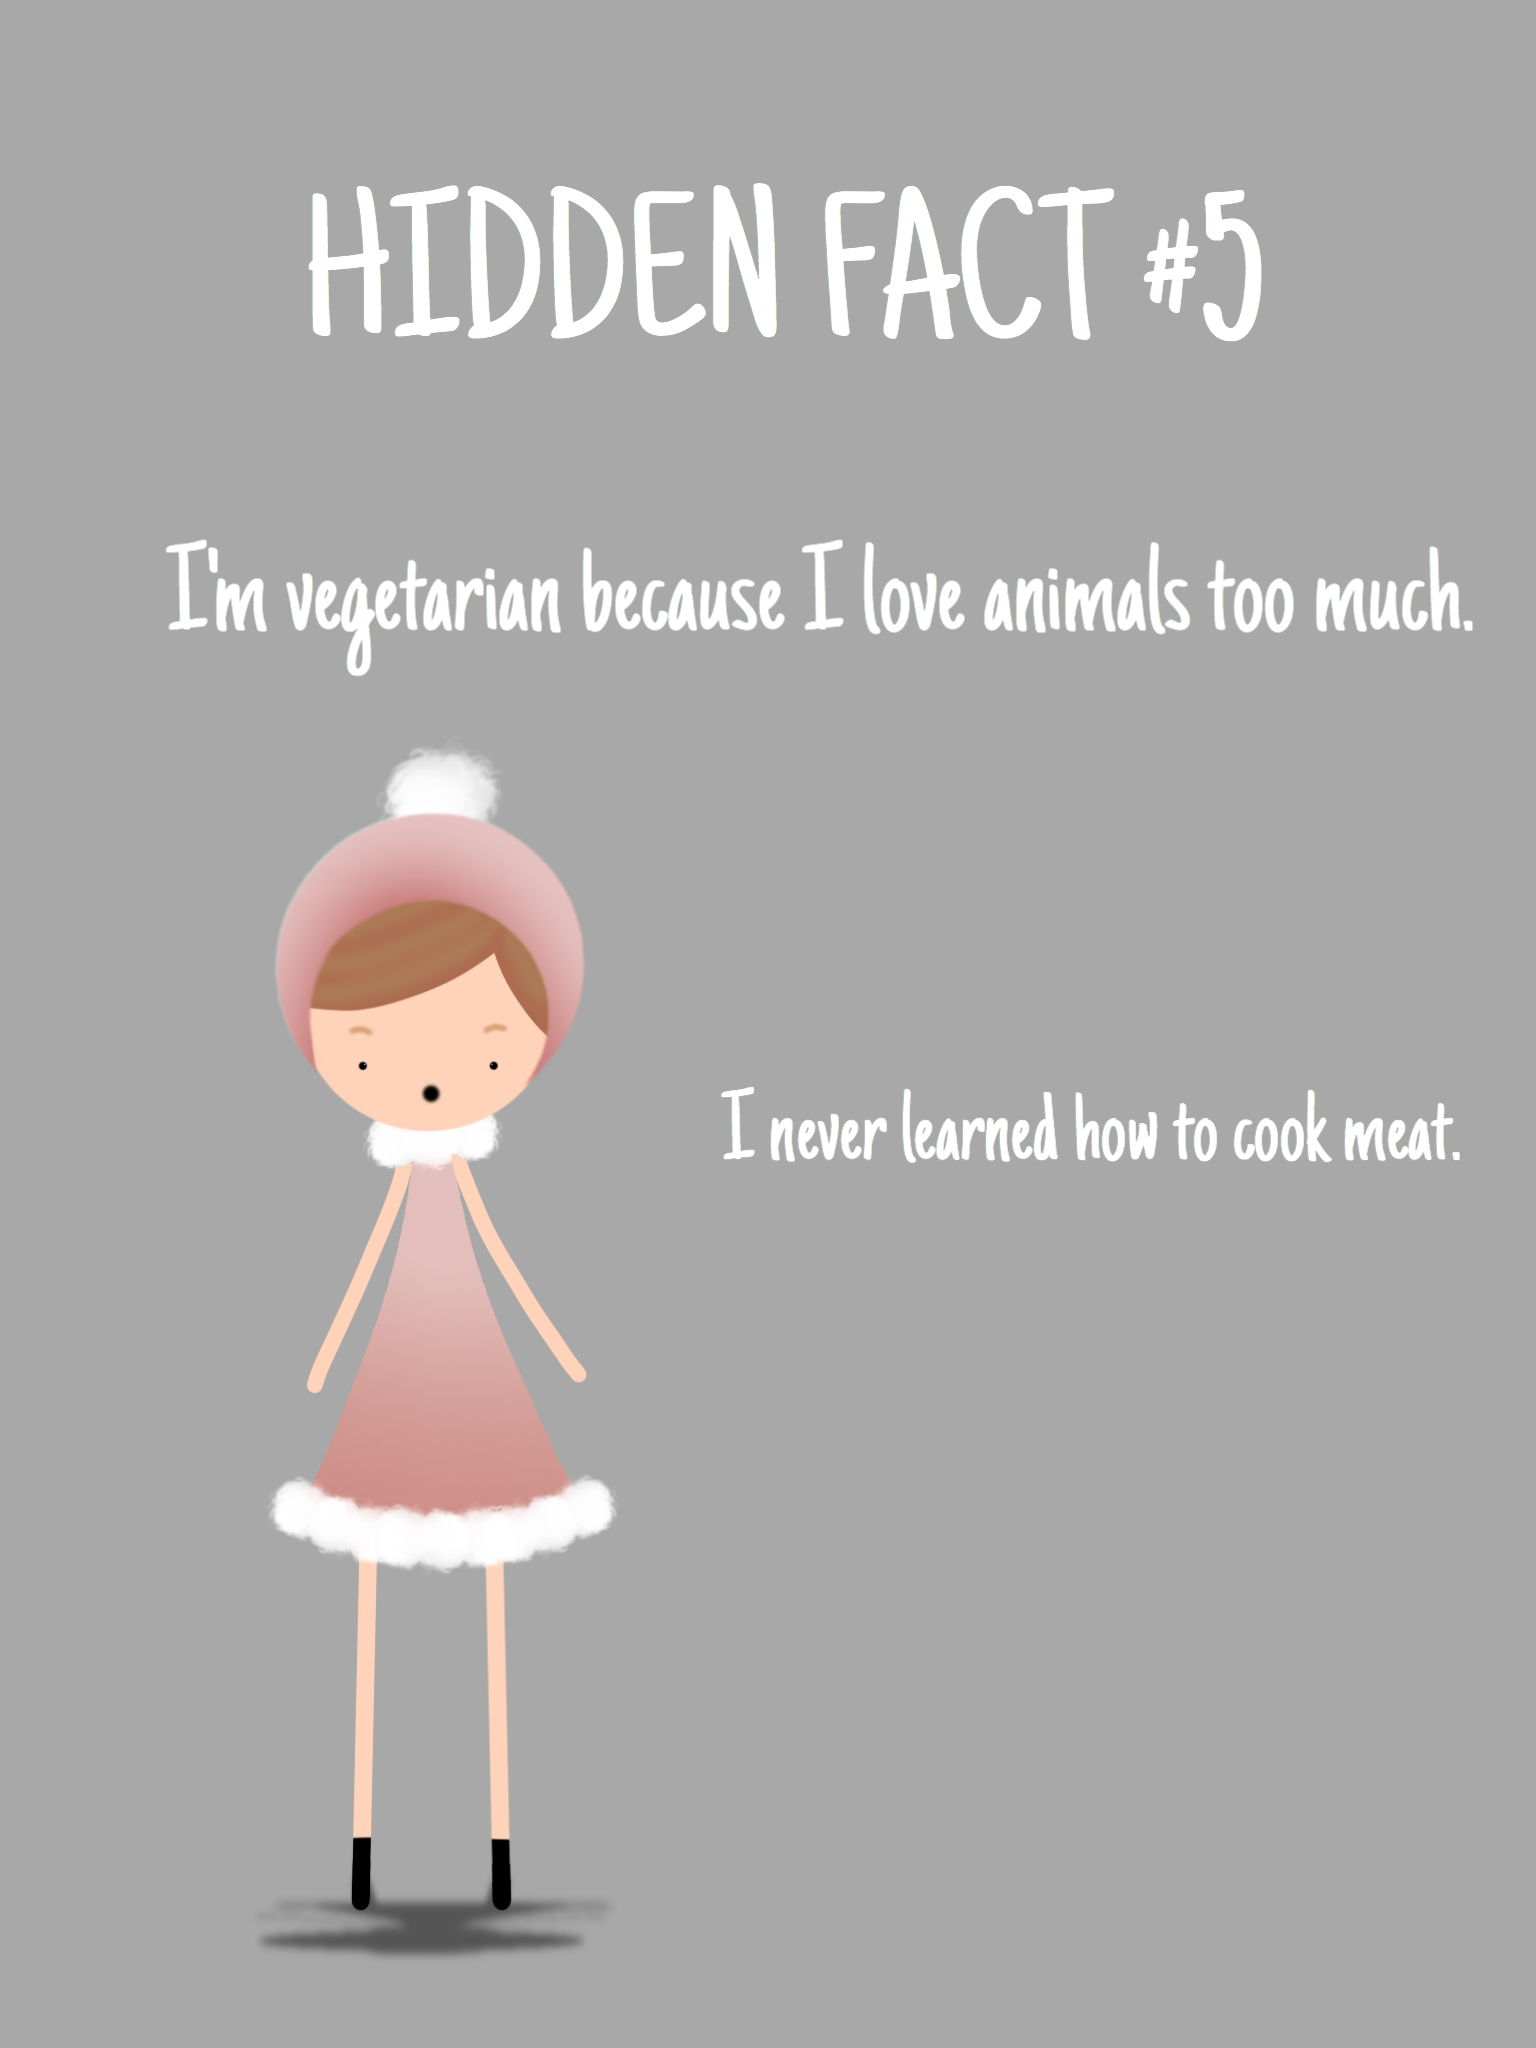 HIDDEN FACT #5
I'm vegetarian because I love animals too much.
I never learned how to cook meat.